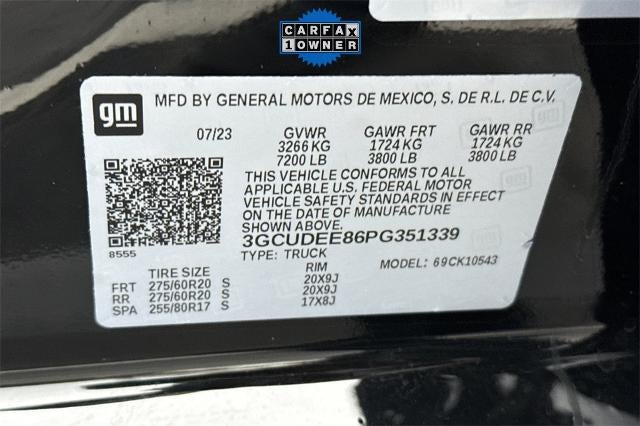 CARFAX
1 OWNER
gm
MFD BY GENERAL MOTORS DE MEXICO, S. DE R.L. DE C.V.
07/23 GVWR GAWR FRT GAWR RR
3266 KG 1724 KG 1724 KG
7200 LB 3800 LB 3800 LB
THIS VEHICLE CONFORMS TO ALL
APPLICABLE U.S. FEDERAL MOTOR
VEHICLE SAFETY STANDARDS IN EFFECT
ON THE DATE OF MANUFACTURE
SHOWN ABOVE.
3GCUDEE86PG351339
8555
TYPE: TRUCK MODEL: 69CK10543
TIRE SIZE RIM
FRT 275/60R20 S 20X9J
RR 275/60R20 S 20X9J
SPA 255/80R17 S 17X8J